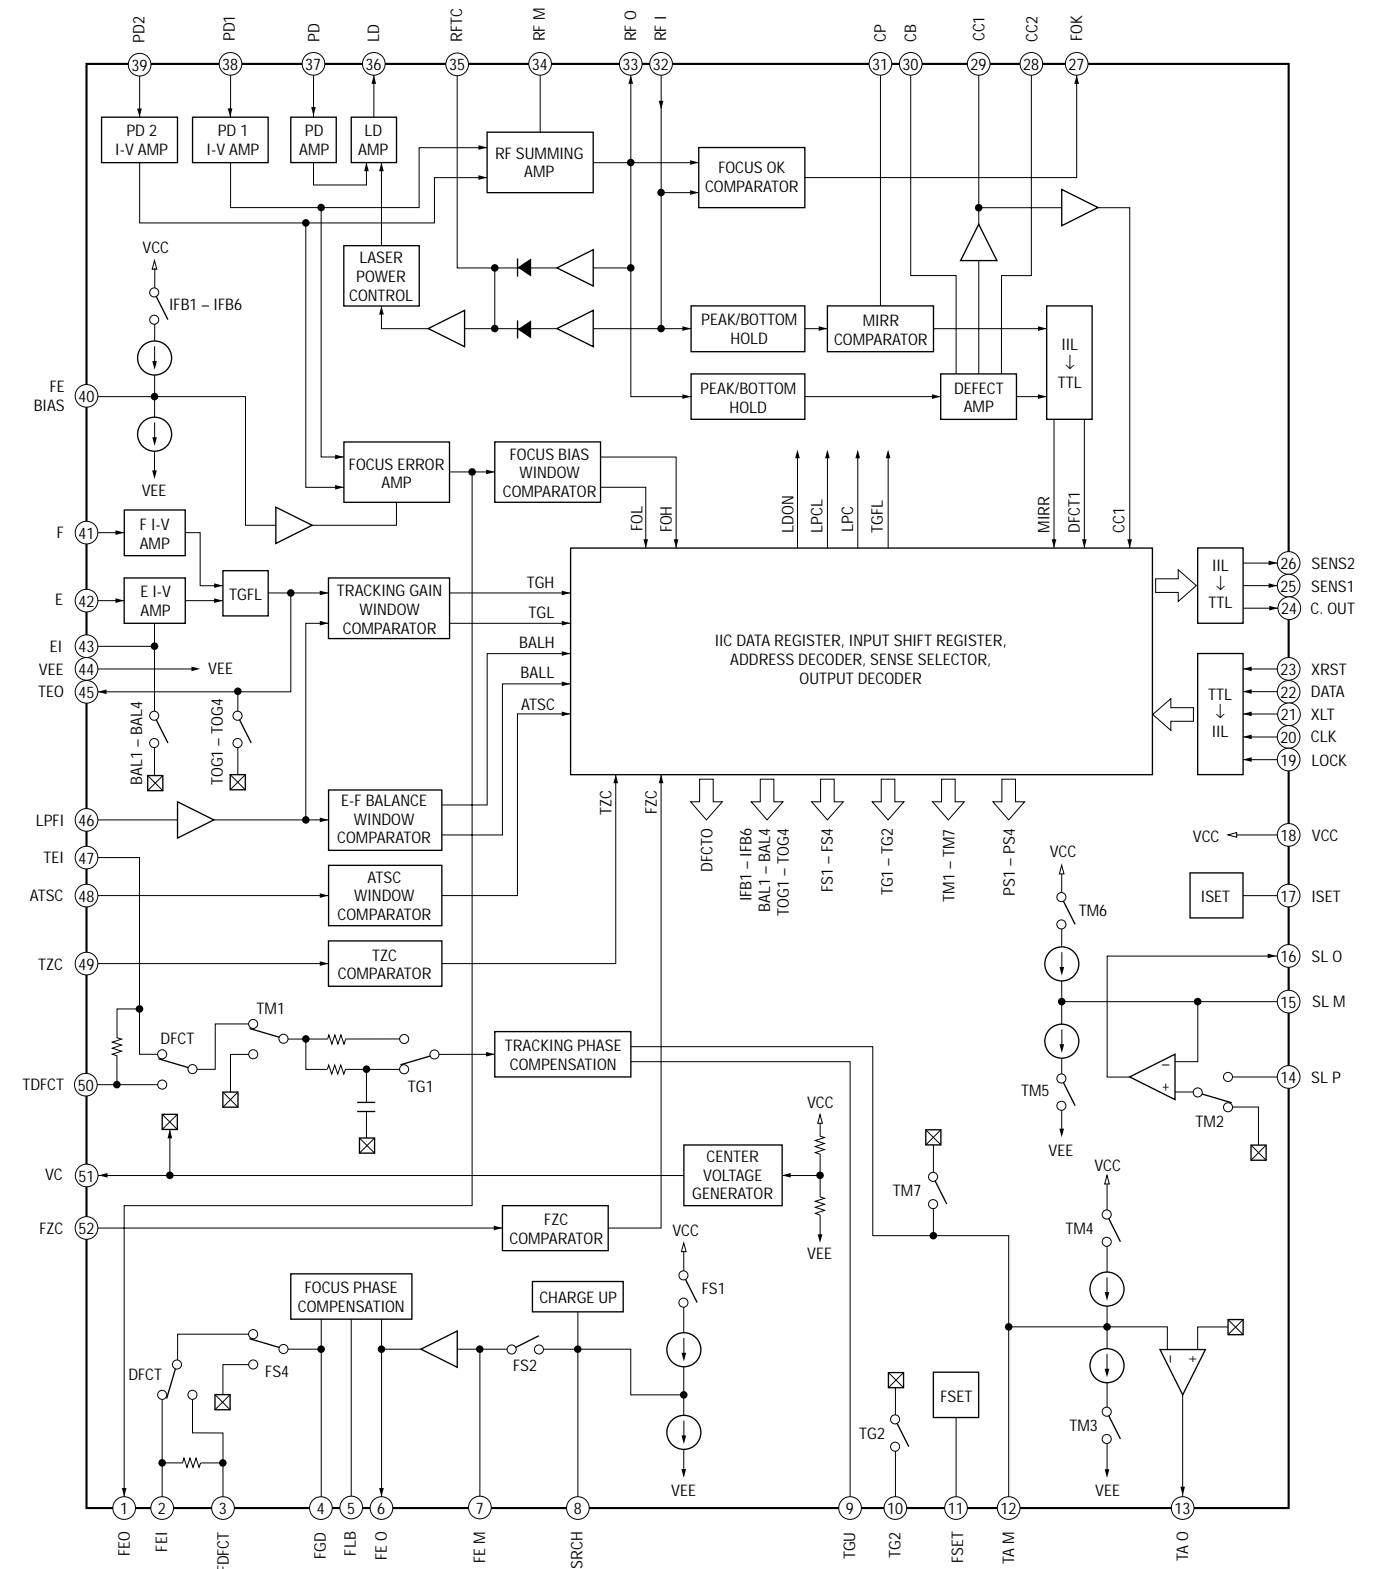 PD2
PD1
PD
LD
RFTC
RF M
RF O
RF I
CP
CB
CC1
CC2
FOK
39
38
37
36
35
34
33
32
31
30
29
28
27
PD 2
I-V AMP
PD 1
I-V AMP
PD
AMP
LD
AMP
RF SUMMING
AMP
FOCUS OK
COMPARATOR
VCC
IFB1 – IFB6
LASER
POWER
CONTROL
PEAK/BOTTOM
HOLD
MIRR
COMPARATOR
IIL
↓
TTL
FE
BIAS
40
PEAK/BOTTOM
HOLD
DEFECT
AMP
VEE
FOCUS ERROR
AMP
FOCUS BIAS
WINDOW
COMPARATOR
FOL
FOH
LDON
LPCL
LPC
TGFL
MIRR
DFCT1
CC1
F
41
F I-V
AMP
E
42
E I-V
AMP
TGFL
TRACKING GAIN
WINDOW
COMPARATOR
TGH
TGL
BALH
BALL
ATSC
IIC DATA REGISTER, INPUT SHIFT REGISTER,
ADDRESS DECODER, SENSE SELECTOR,
OUTPUT DECODER
IIL
↓
TTL
26
SENS2
25
SENS1
24
C. OUT
EI
43
VEE
44
VEE
TEO
45
BAL1 – BAL4
TOG1 – TOG4
TTL
↓
IIL
23
XRST
22
DATA
21
XLT
20
CLK
19
LOCK
LPFI
46
E-F BALANCE
WINDOW
COMPARATOR
TZC
FZC
DFCTO
IFB1 – IFB6
BAL1 – BAL4
TOG1 – TOG4
FS1 – FS4
TG1 – TG2
TM1 – TM7
PS1 – PS4
VCC
18
VCC
TEI
47
ATSC
48
ATSC
WINDOW
COMPARATOR
VCC
TM6
ISET
17
ISET
TZC
49
TZC
COMPARATOR
16
SL O
15
SL M
DFCT
TM1
TG1
TRACKING PHASE
COMPENSATION
TM5
VEE
–
+
14
SL P
TM2
TDFCT
50
VCC
VC
51
CENTER
VOLTAGE
GENERATOR
VEE
TM7
VCC
TM4
FZC
52
FZC
COMPARATOR
VCC
FS1
FOCUS PHASE
COMPENSATION
CHARGE UP
DFCT
FS4
FS2
–
+
VEE
TG2
FSET
TM3
VEE
1
2
3
4
5
6
7
8
9
10
11
12
13
FEO
FEI
FDFCT
FGD
FLB
FE O
FE M
SRCH
TGU
TG2
FSET
TA M
TA O